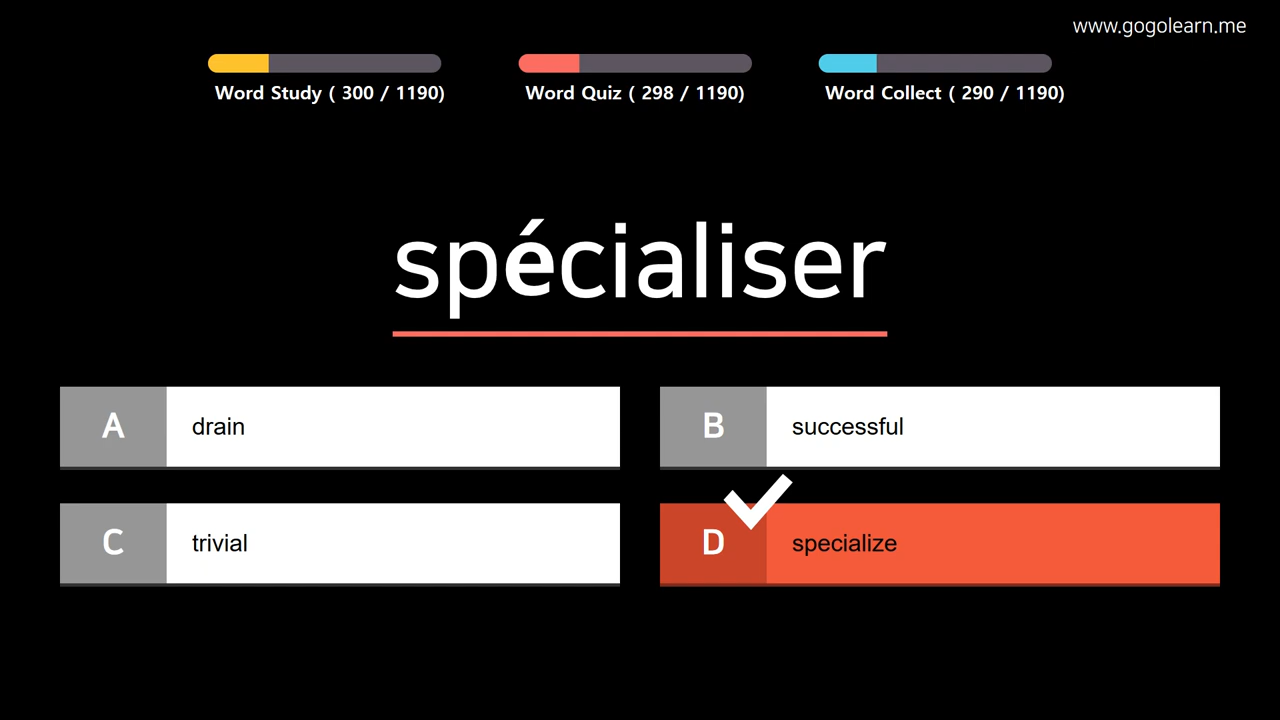 www.gogolearn.me
Word Study ( 300 / 1190)
Word Quiz ( 298 / 1190)
Word Collect ( 290 / 1190)
spécialiser
A drain
B successful
C trivial
D specialize